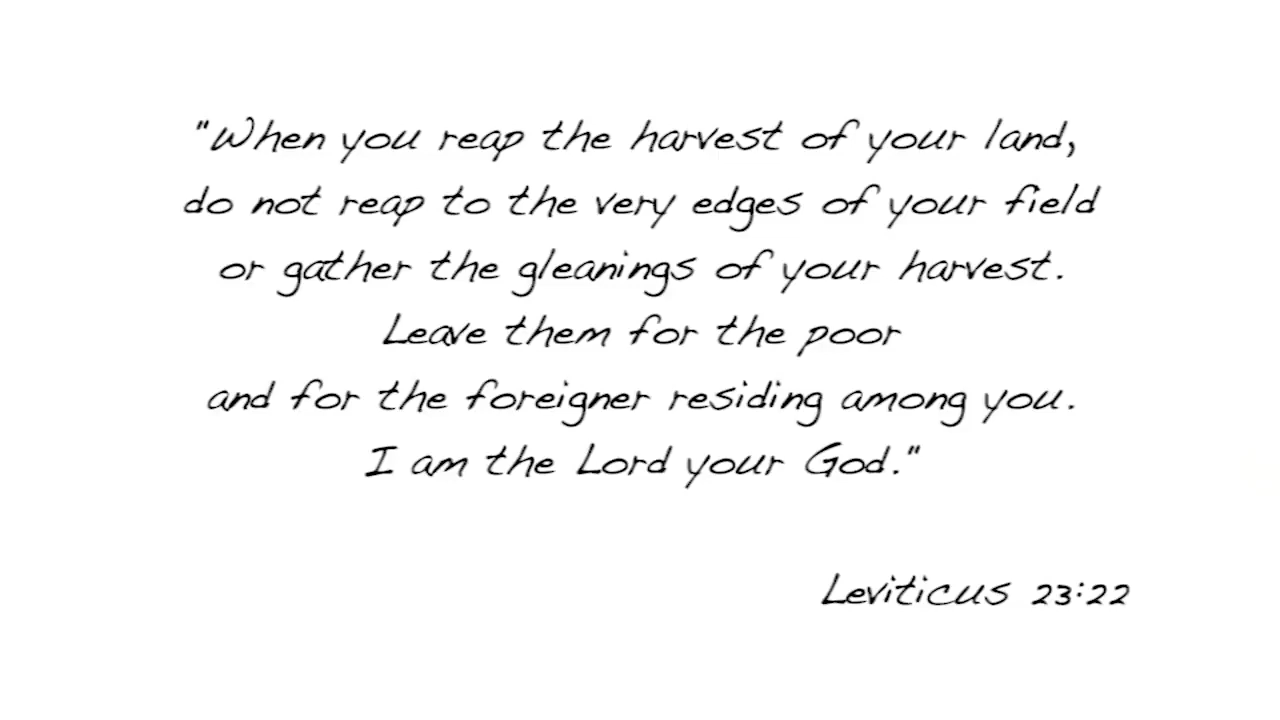 "When you reap the harvest of your land,
do not reap to the very edges of your field
or gather the gleanings of your harvest.
Leave them for the poor
and for the foreigner residing among you.
I am the Lord your God."
Leviticus 23:22